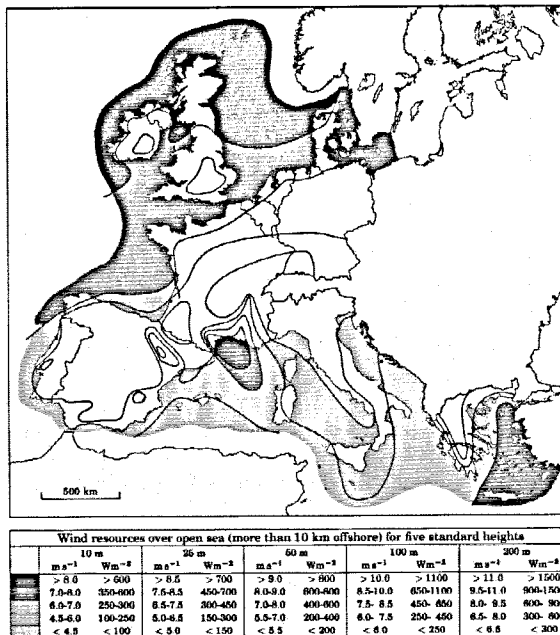 500 km
Wind resources over open sea (more than 10 km offshore) for five standard heights
10 m 25 m 50 m 100 m 200 m
m s⁻¹ Wm⁻² m s⁻¹ Wm⁻² m s⁻¹ Wm⁻² m s⁻¹ Wm⁻² m s⁻¹ Wm⁻²
> 8.0 > 600 > 8.5 > 700 > 9.0 > 800 > 10.0 > 1100 > 11.0 > 1500
7.0-8.0 350-600 7.5-8.5 450-700 8.0-9.0 600-800 8.5-10.0 650-1100 9.5-11.0
6.0-7.0 250-300 6.5-7.5 300-450 7.0-8.0 400-600 7.5- 8.5 450- 650 8.0- 9.5
4.5-6.0 100-250 5.0-6.5 150-300 5.5-7.0 200-400 6.0- 7.5 250- 450 6.5- 8.0
< 4.5 < 100 < 5.0 < 150 < 5.5 < 200 < 6.0 < 250 < 6.5 < 300